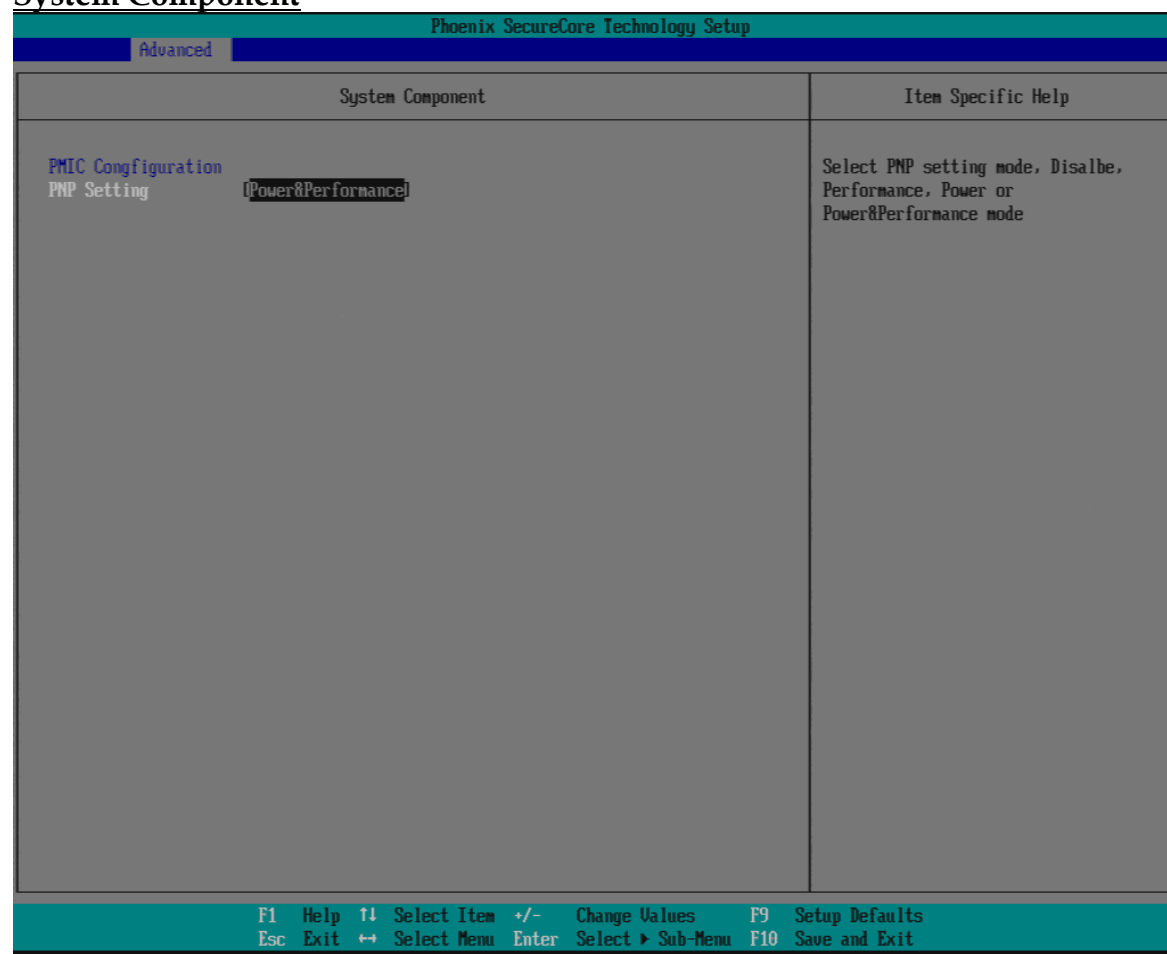 System Component
Phoenix SecureCore Technology Setup
Advanced
System Component
Item Specific Help
PMIC Congfiguration
PNP Setting [Power&Performance]
Select PNP setting mode, Disalbe,
Performance, Power or
Power&Performance mode
F1 Help ↑↓ Select Item +/- Change Values F9 Setup Defaults
Esc Exit ↔ Select Menu Enter Select ▶ Sub-Menu F10 Save and Exit